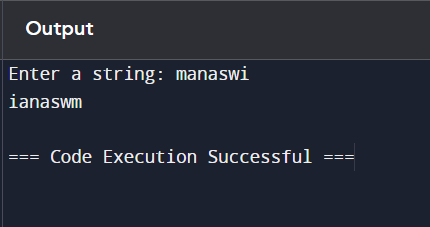 Output
Enter a string: manaswi
ianaswm
=== Code Execution Successful ===